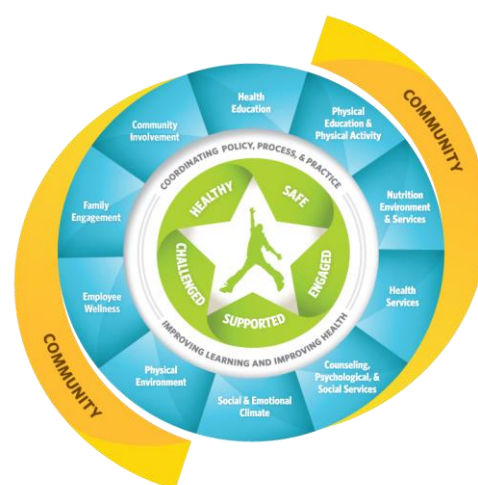 COMMUNITY
Health
Education
Physical
Education &
Physical Activity
Nutrition
Environment
& Services
Health
Services
Counseling,
Psychological, &
Social Services
Social & Emotional
Climate
Physical
Environment
Employee
Wellness
Family
Engagement
Community
Involvement
COORDINATING POLICY, PROCESS, & PRACTICE
IMPROVING LEARNING AND IMPROVING HEALTH
HEALTHY
SAFE
ENGAGED
SUPPORTED
CHALLENGED
COMMUNITY